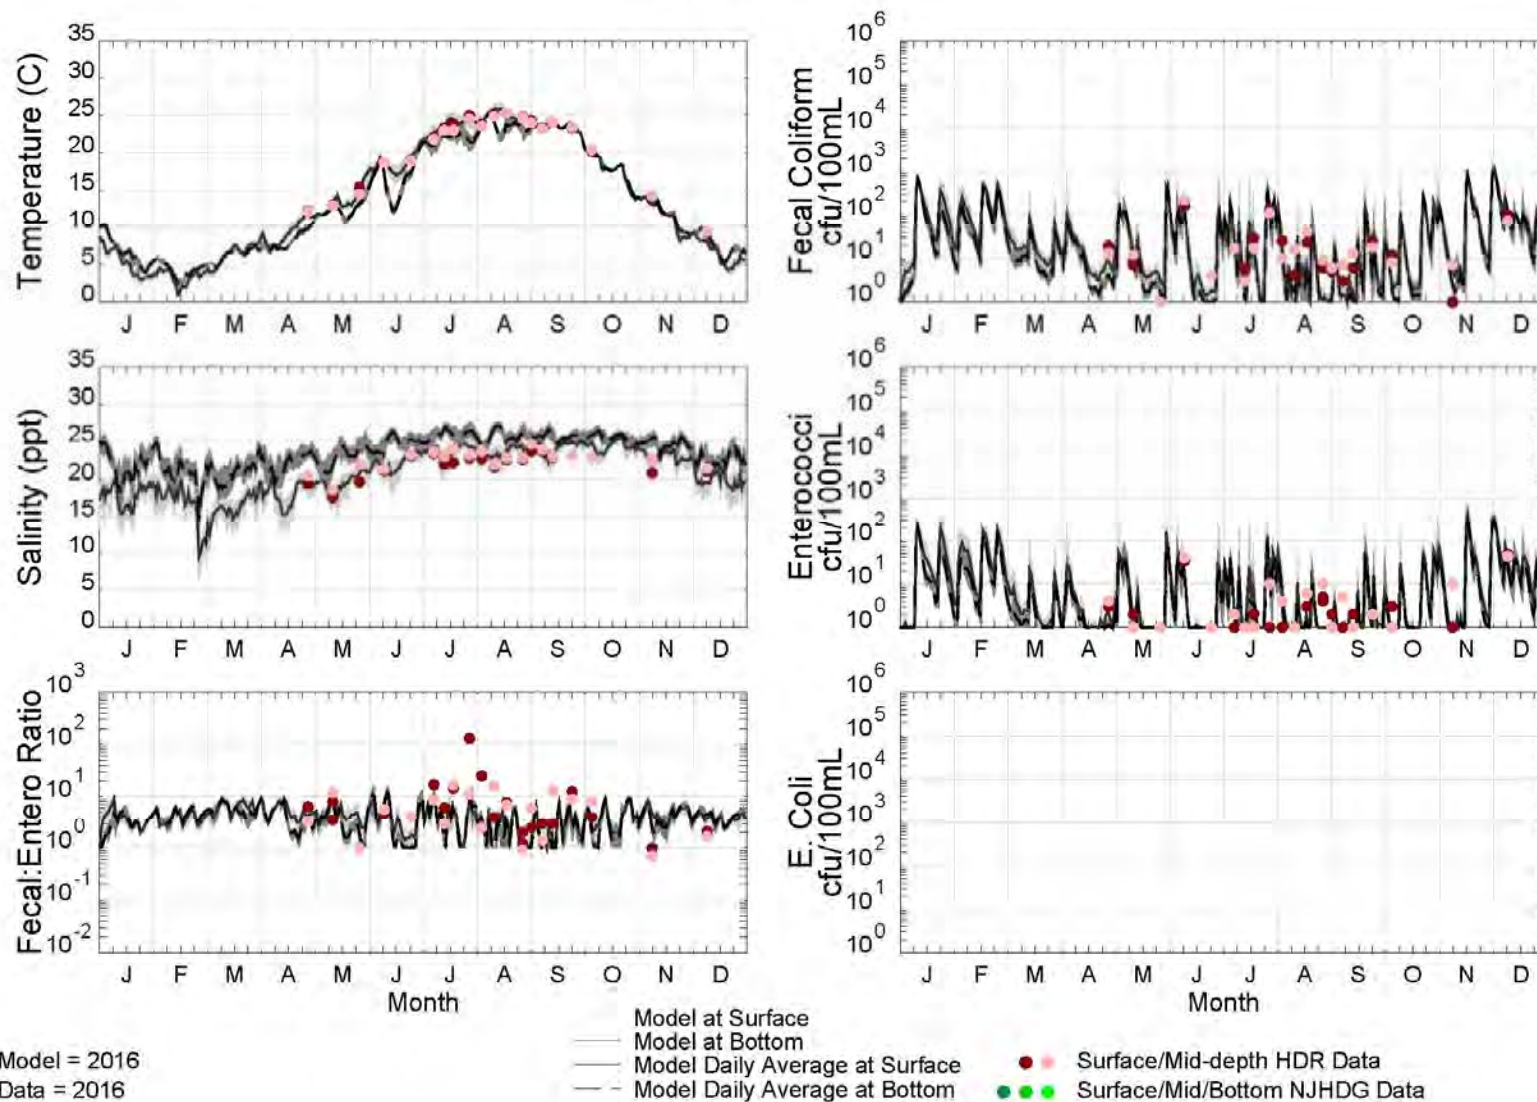 Temperature (C)
35
30
25
20
15
10
5
0
J F M A M J J A S O N D
Fecal Coliform
cfu/100mL
10^6
10^5
10^4
10^3
10^2
10^1
10^0
J F M A M J J A S O N D
Salinity (ppt)
35
30
25
20
15
10
5
0
J F M A M J J A S O N D
Enterococci
cfu/100mL
10^6
10^5
10^4
10^3
10^2
10^1
10^0
J F M A M J J A S O N D
Fecal:Entero Ratio
10^3
10^2
10^1
10^0
10^-1
10^-2
J F M A M J J A S O N D
Month
E. Coli
cfu/100mL
10^6
10^5
10^4
10^3
10^2
10^1
10^0
J F M A M J J A S O N D
Month
Model = 2016
Data = 2016
Model at Surface
Model at Bottom
Model Daily Average at Surface
Model Daily Average at Bottom
Surface/Mid-depth HDR Data
Surface/Mid/Bottom NJHDG Data